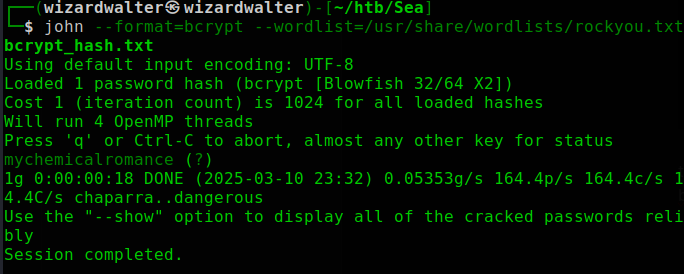 ┌──(wizardwalter㉿wizardwalter)-[~/htb/Sea]
└─$ john --format=bcrypt --wordlist=/usr/share/wordlists/rockyou.txt
bcrypt_hash.txt
Using default input encoding: UTF-8
Loaded 1 password hash (bcrypt [Blowfish 32/64 X2])
Cost 1 (iteration count) is 1024 for all loaded hashes
Will run 4 OpenMP threads
Press 'q' or Ctrl-C to abort, almost any other key for status
mychemicalromance (?)
1g 0:00:00:18 DONE (2025-03-10 23:32) 0.05353g/s 164.4p/s 164.4c/s 1
4.4C/s chaparra..dangerous
Use the "--show" option to display all of the cracked passwords reli
bly
Session completed.